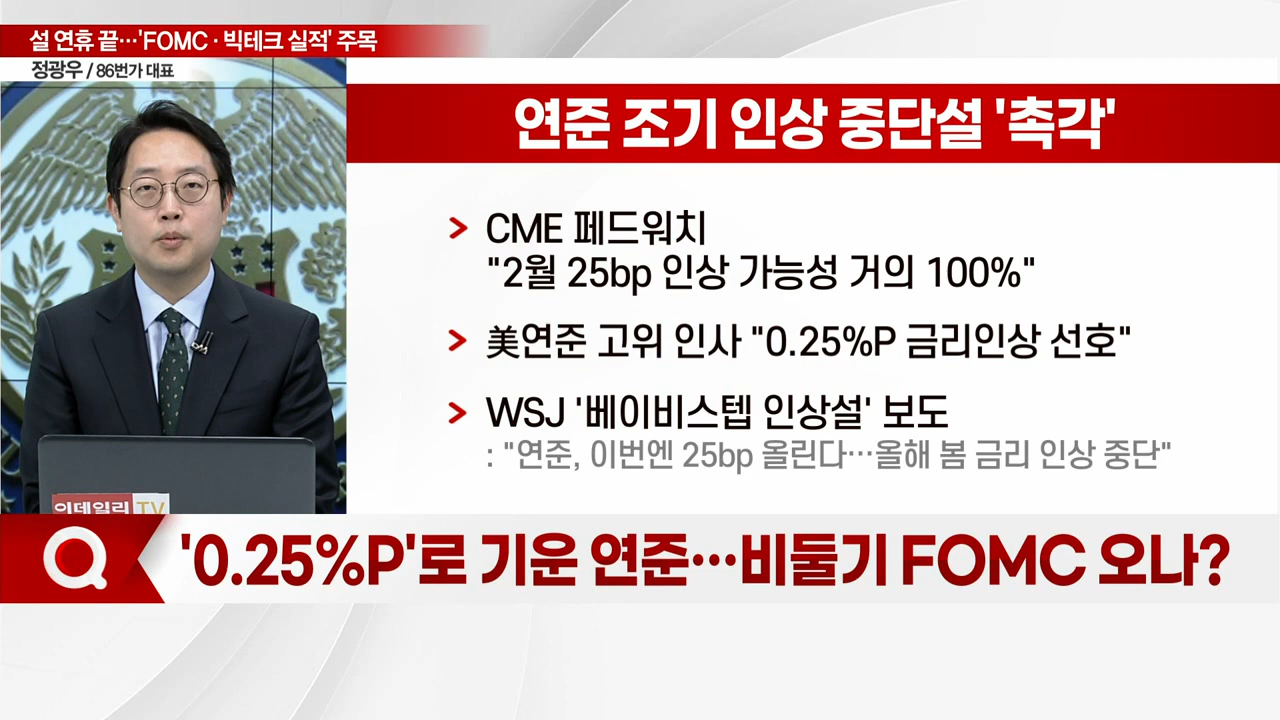 설 연휴 끝…'FOMC·빅테크 실적' 주목
정광우 / 86번가 대표
연준 조기 인상 중단설 '촉각'
> CME 페드워치
"2월 25bp 인상 가능성 거의 100%"
> 美연준 고위 인사 "0.25%P 금리인상 선호"
> WSJ '베이비스텝 인상설' 보도
: "연준, 이번엔 25bp 올린다…올해 봄 금리 인상 중단"
이데일리 TV
Q '0.25%P'로 기운 연준…비둘기 FOMC 오나?